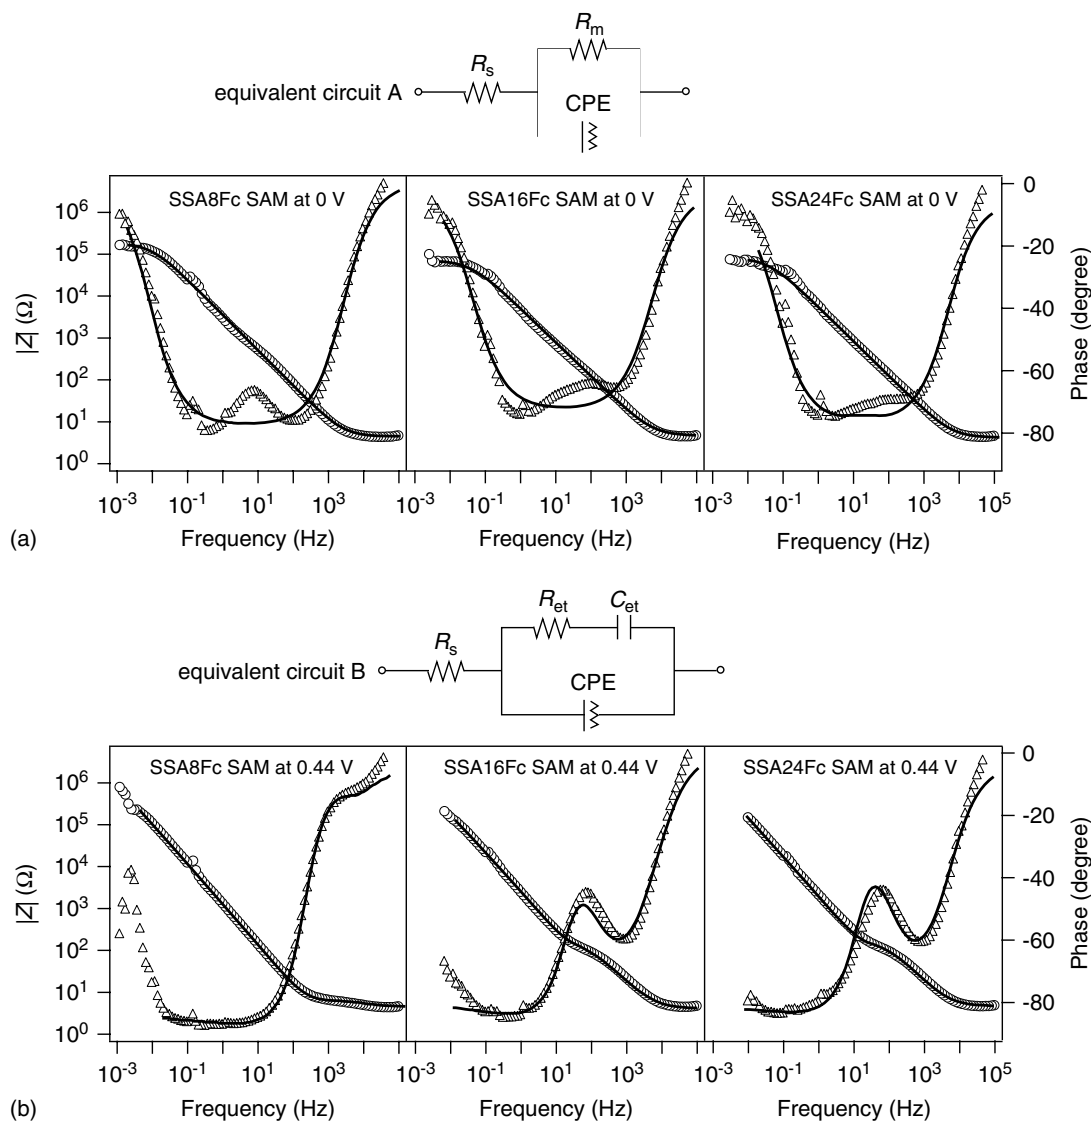 R_m
R_s
equivalent circuit A
CPE
SSA8Fc SAM at 0 V
SSA16Fc SAM at 0 V
SSA24Fc SAM at 0 V
|Z| (Ω)
10^6
10^5
10^4
10^3
10^2
10^1
10^0
0
-20
-40
-60
-80
Phase (degree)
10^-3 10^-1 10^1 10^3 10^-3 10^-1 10^1 10^3 10^-3 10^-1 10^1 10^3 10^5
(a) Frequency (Hz) Frequency (Hz) Frequency (Hz)
R_et C_et
R_s
equivalent circuit B
CPE
SSA8Fc SAM at 0.44 V
SSA16Fc SAM at 0.44 V
SSA24Fc SAM at 0.44 V
|Z| (Ω)
10^6
10^5
10^4
10^3
10^2
10^1
10^0
0
-20
-40
-60
-80
Phase (degree)
10^-3 10^-1 10^1 10^3 10^-3 10^-1 10^1 10^3 10^-3 10^-1 10^1 10^3 10^5
(b) Frequency (Hz) Frequency (Hz) Frequency (Hz)